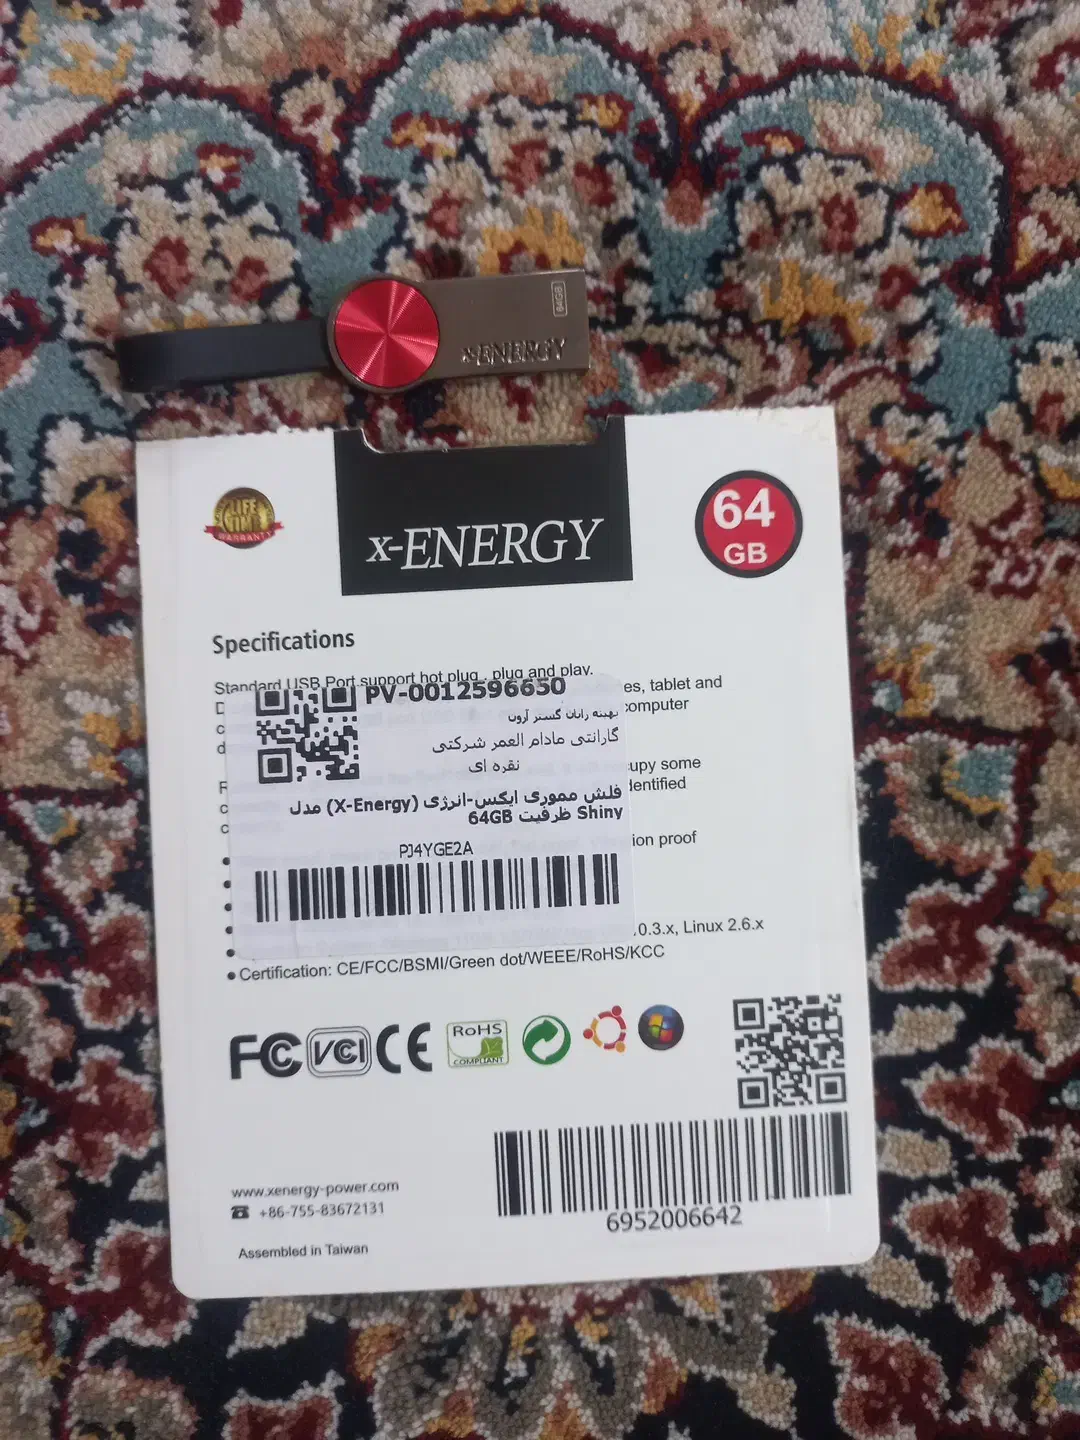 64GB
x-ENERGY
LIFE
TIME
WARRANTY
x-ENERGY
64
GB
Specifications
Standard USB Port support hot plug , plug and play.
es, tablet and
computer
upy some
dentified
ion proof
.0.3.x, Linux 2.6.x
PV-0012596650
بهینه رایان گستر آرون
گارانتی مادام العمر شرکتی
نقره ای
فلش مموری ایکس-انرژی (X-Energy) مدل
Shiny ظرفیت 64GB
PJ4YGE2A
Certification: CE/FCC/BSMI/Green dot/WEEE/RoHS/KCC
FC VCI CE RoHS
COMPLIANT
6952006642
www.xenergy-power.com
+86-755-83672131
Assembled in Taiwan